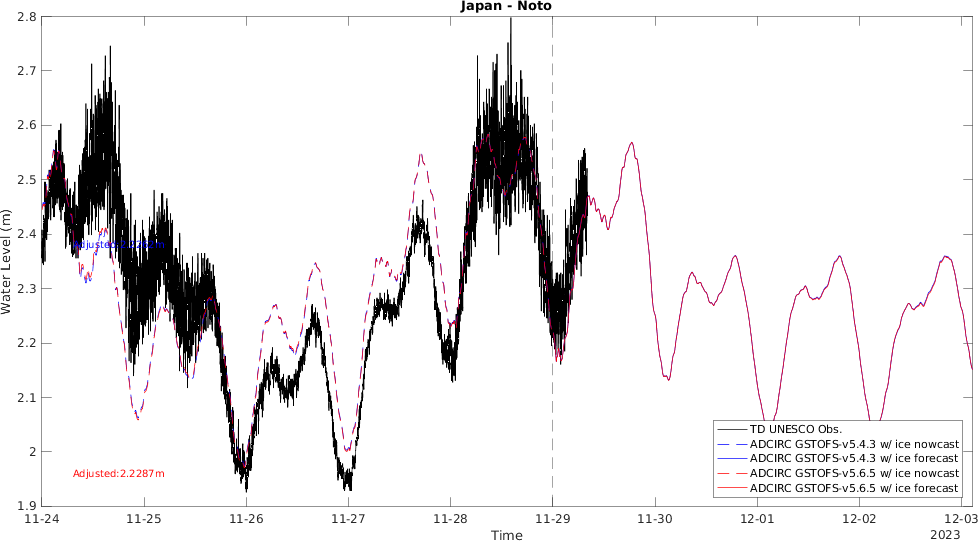 Japan - Noto
2.8
2.7
2.6
2.5
2.4
2.3
2.2
2.1
2
1.9
Water Level (m)
Adjusted:2.2287m
11-24
11-25
11-26
11-27
11-28
11-29
11-30
12-01
12-02
12-03
Time
2023
TD UNESCO Obs.
ADCIRC GSTOFS-v5.4.3 w/ ice nowcast
ADCIRC GSTOFS-v5.4.3 w/ ice forecast
ADCIRC GSTOFS-v5.6.5 w/ ice nowcast
ADCIRC GSTOFS-v5.6.5 w/ ice forecast